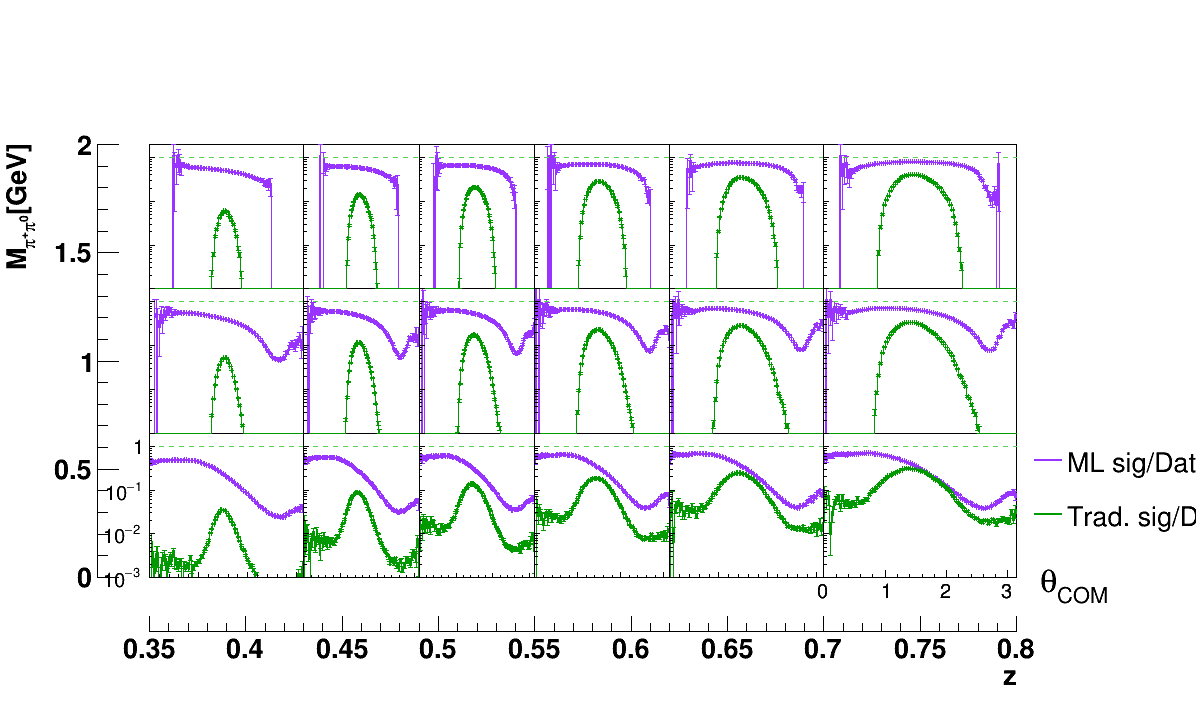 M_{π⁺π⁰}[GeV]
2
1.5
1
0.5
0
1
10⁻¹
10⁻²
10⁻³
ML sig/Dat
Trad. sig/D
0 1 2 3
θ_{COM}
0.35 0.4 0.45 0.5 0.55 0.6 0.65 0.7 0.75 0.8
z